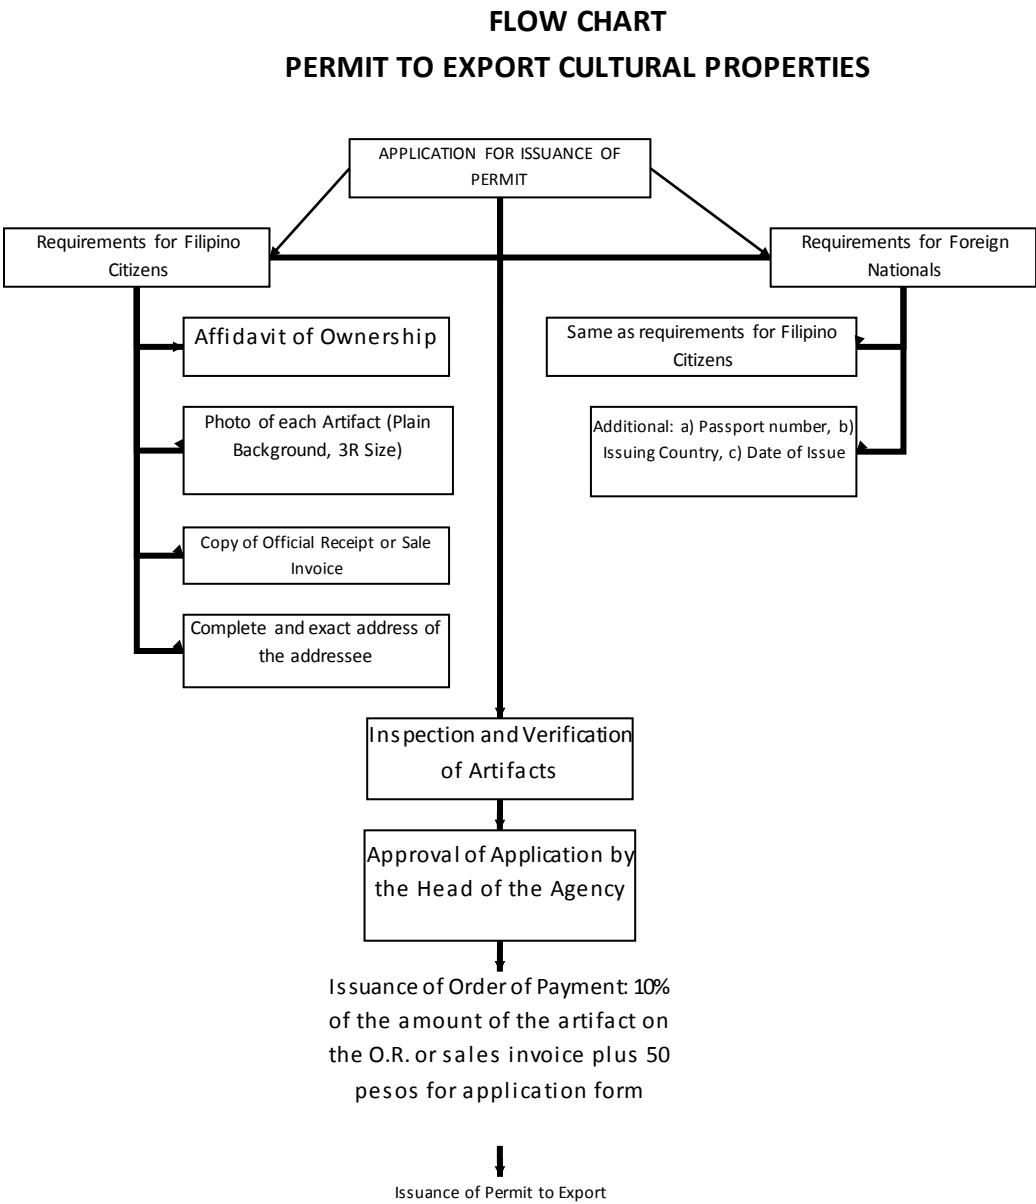 FLOW CHART
PERMIT TO EXPORT CULTURAL PROPERTIES
APPLICATION FOR ISSUANCE OF
PERMIT
Requirements for Filipino
Citizens
Requirements for Foreign
Nationals
Affidavit of Ownership
Photo of each Artifact (Plain
Background, 3R Size)
Copy of Official Receipt or Sale
Invoice
Complete and exact address of
the addressee
Same as requirements for Filipino
Citizens
Additional: a) Passport number, b)
Issuing Country, c) Date of Issue
Inspection and Verification
of Artifacts
Approval of Application by
the Head of the Agency
Issuance of Order of Payment: 10%
of the amount of the artifact on
the O.R. or sales invoice plus 50
pesos for application form
Issuance of Permit to Export